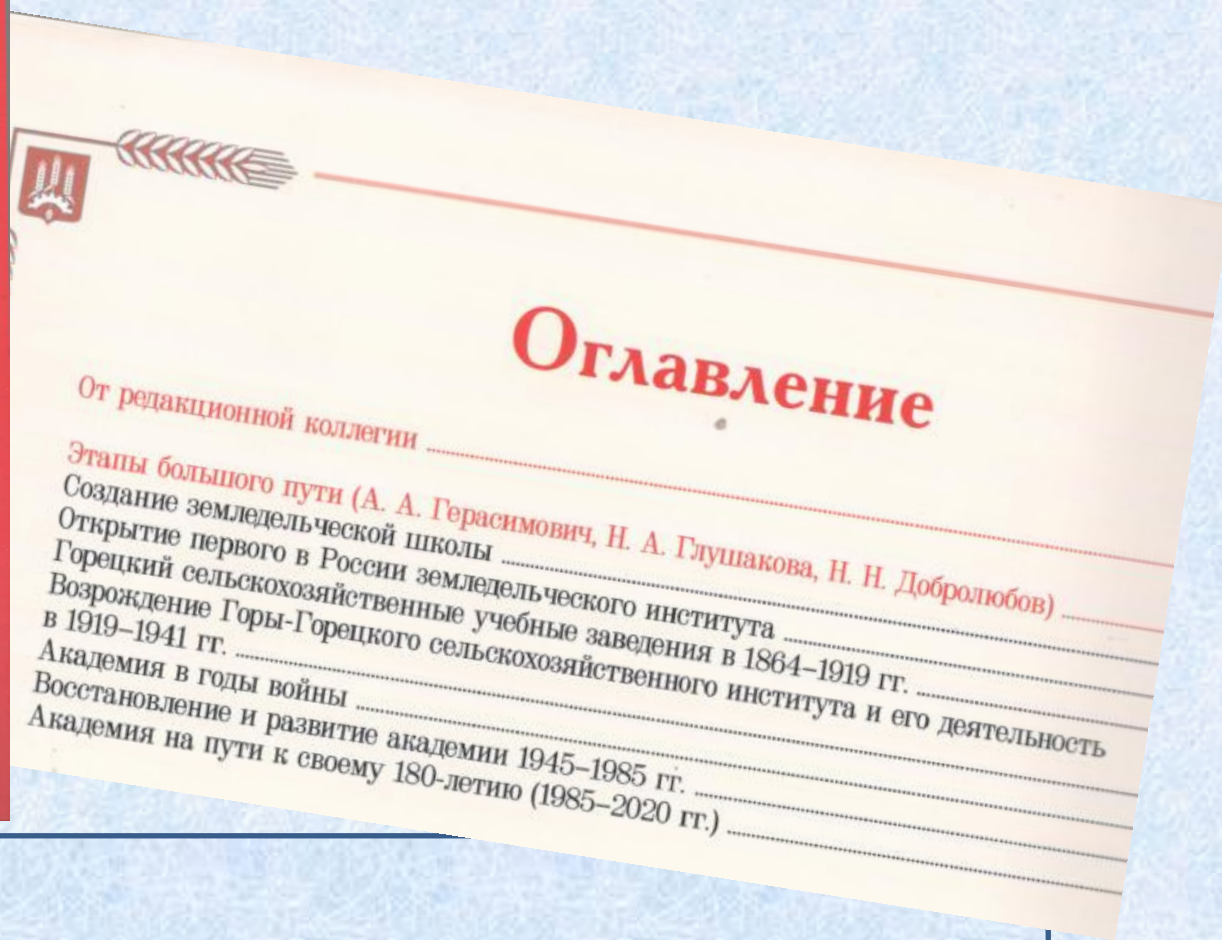 Оглавление
От редакционной коллегии
Этапы большого пути (А. А. Герасимович, Н. А. Глушакова, Н. Н. Добролюбов)
Создание земледельческой школы
Открытие первого в России земледельческого института
Горецкий сельскохозяйственные учебные заведения в 1864–1919 гг.
Возрождение Горы-Горецкого сельскохозяйственного института и его деятельность
в 1919–1941 гг.
Академия в годы войны
Восстановление и развитие академии 1945–1985 гг.
Академия на пути к своему 180-летию (1985–2020 гг.)